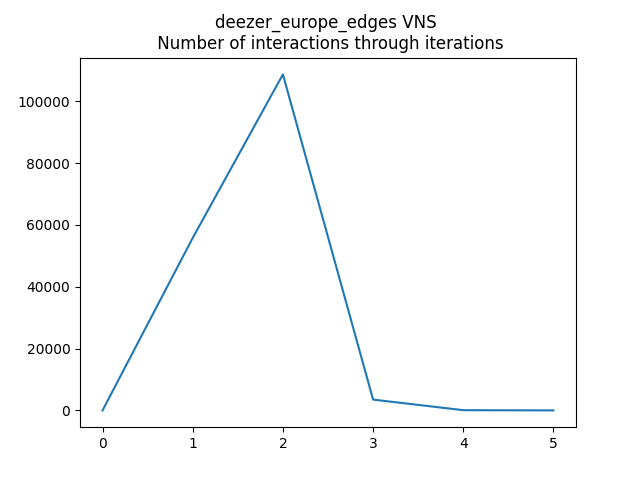 deezer_europe_edges VNS
Number of interactions through iterations
100000
80000
60000
40000
20000
0
0 1 2 3 4 5